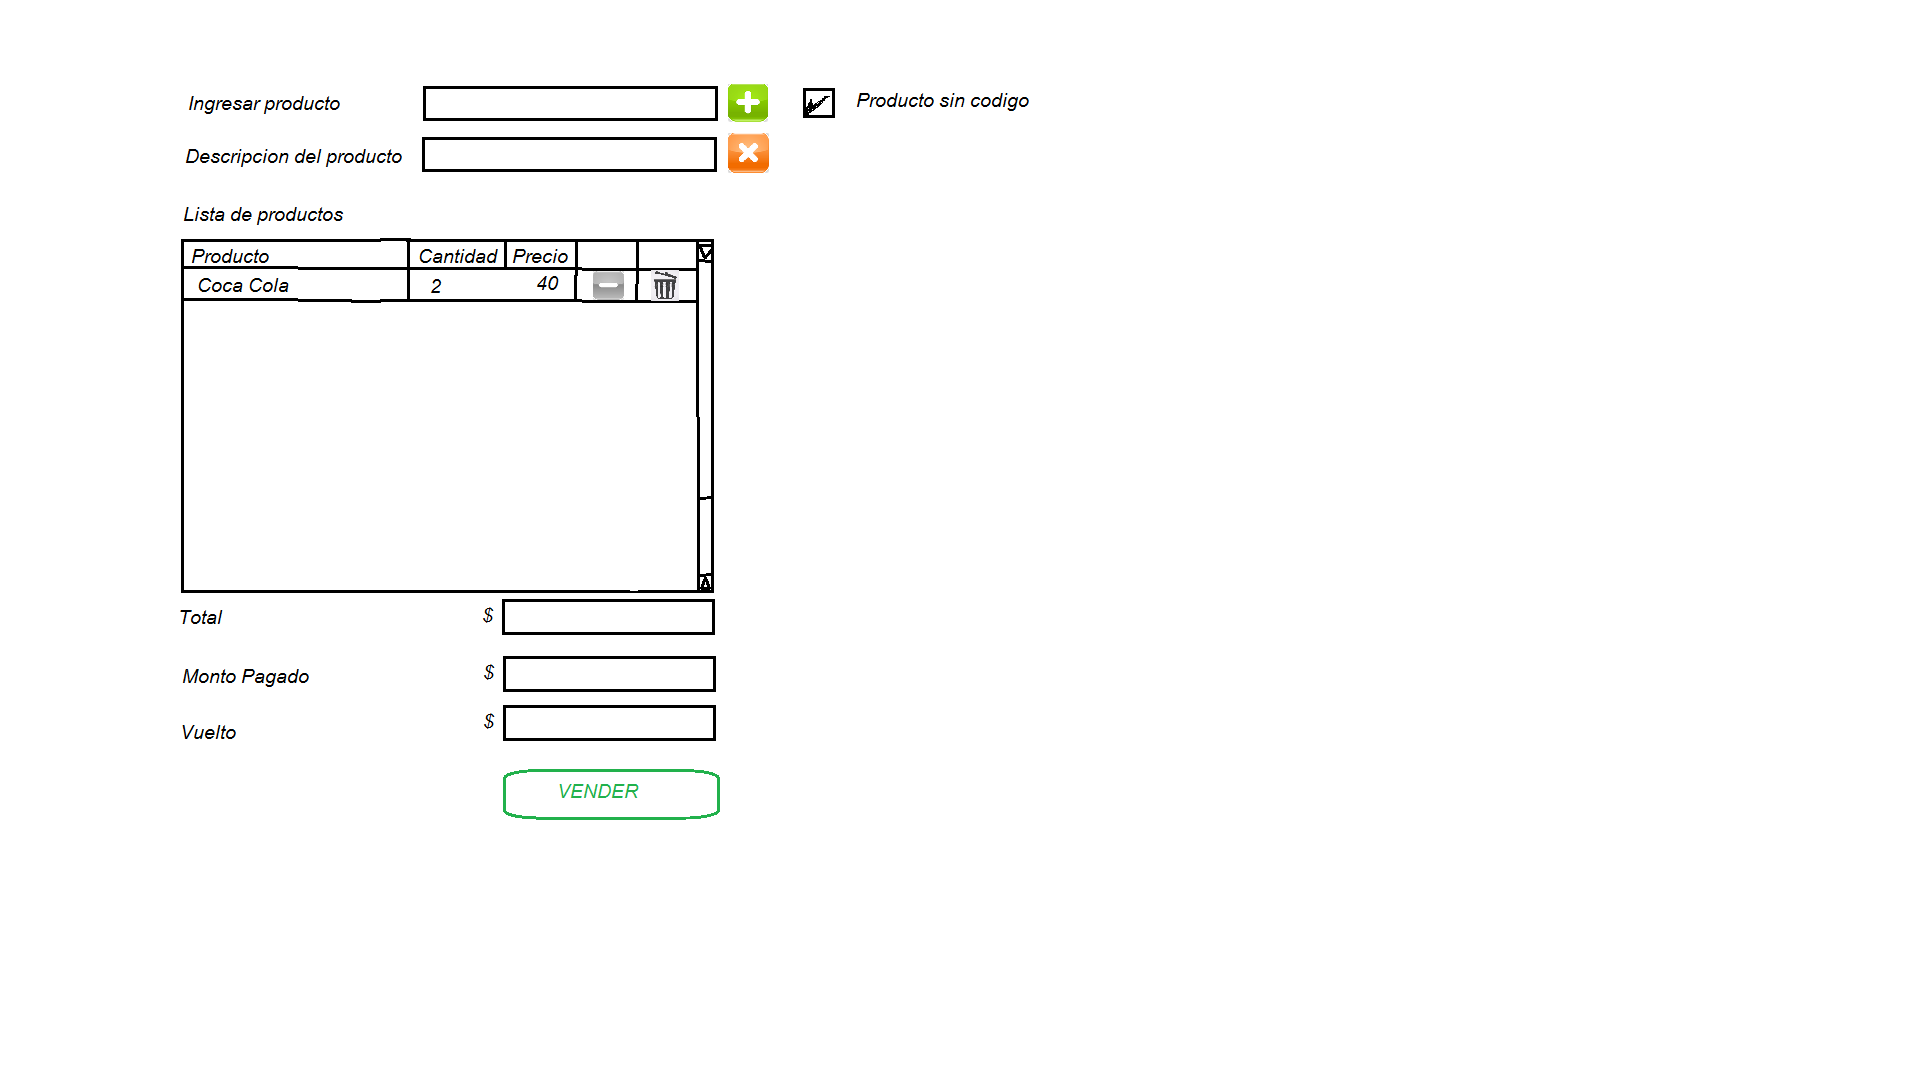 Ingresar producto
Producto sin codigo
Descripcion del producto
Lista de productos
Producto Cantidad Precio
Coca Cola 2 40
Total $
Monto Pagado $
Vuelto $
VENDER